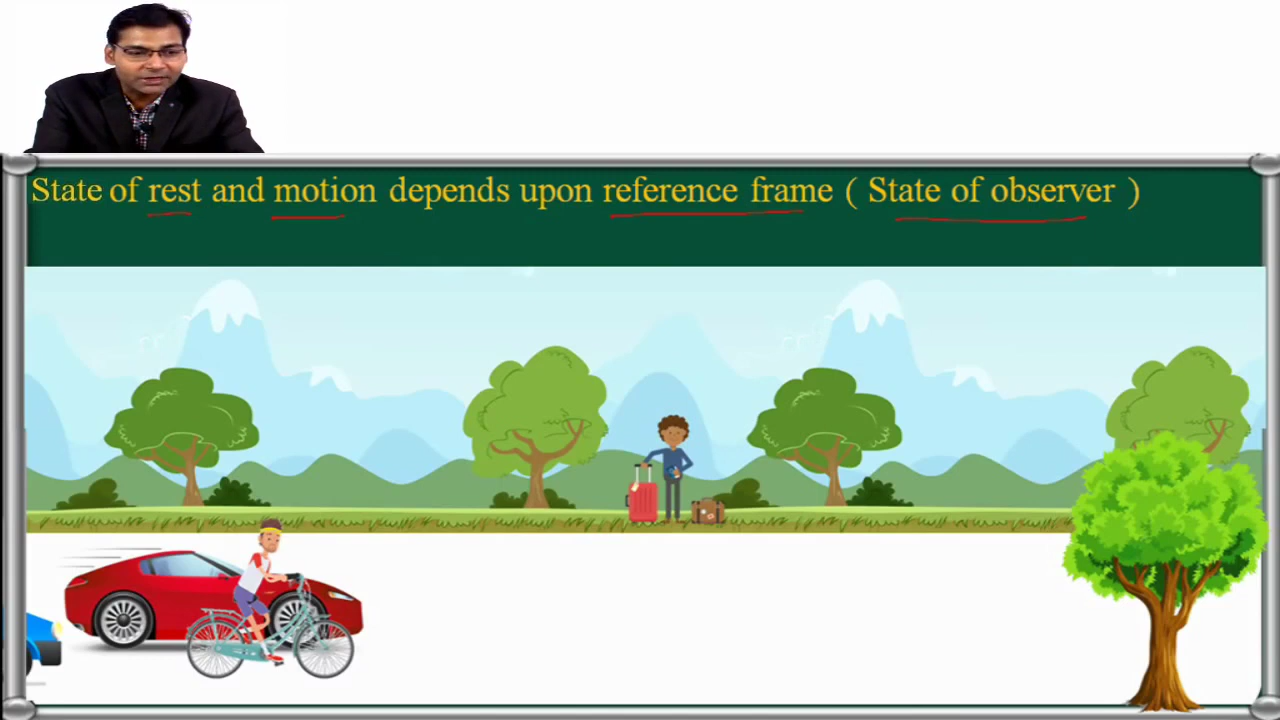 State of rest and motion depends upon reference frame ( State of observer )